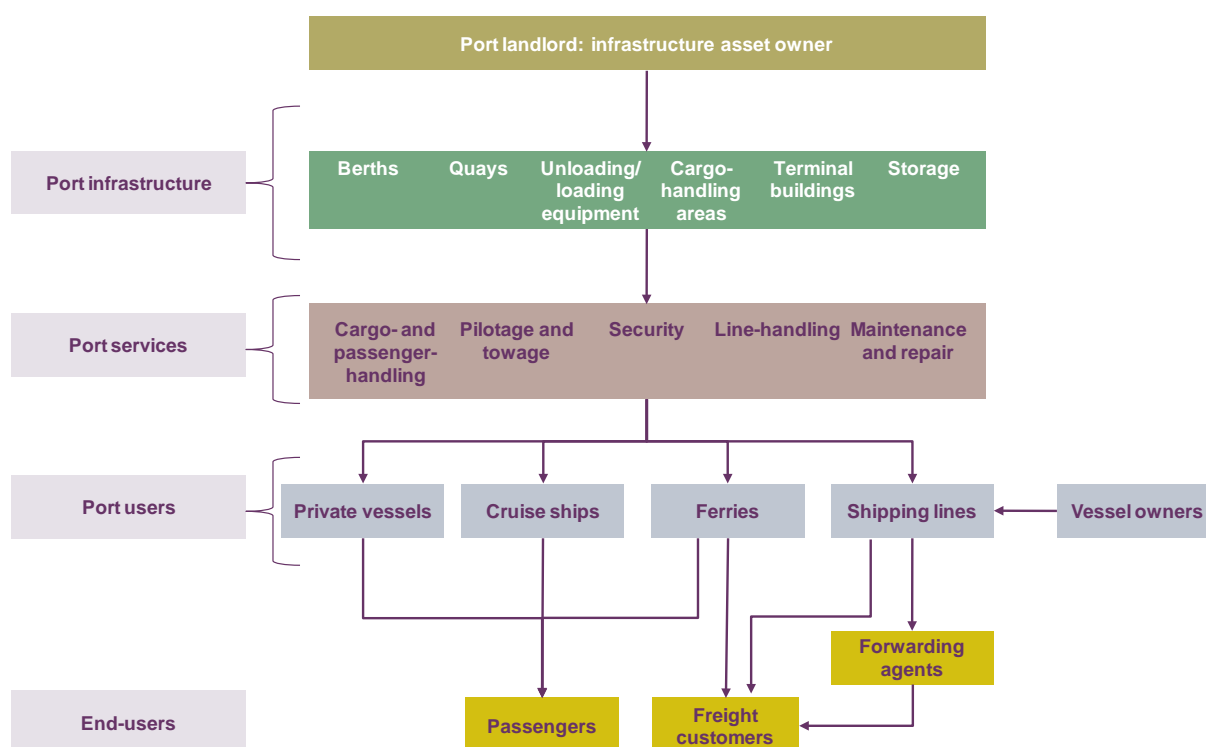 Port landlord: infrastructure asset owner
Port infrastructure
Berths
Quays
Unloading/
loading
equipment
Cargo-
handling
areas
Terminal
buildings
Storage
Port services
Cargo- and
passenger-
handling
Pilotage and
towage
Security
Line-handling
Maintenance
and repair
Port users
Private vessels
Cruise ships
Ferries
Shipping lines
Vessel owners
Forwarding
agents
End-users
Passengers
Freight
customers